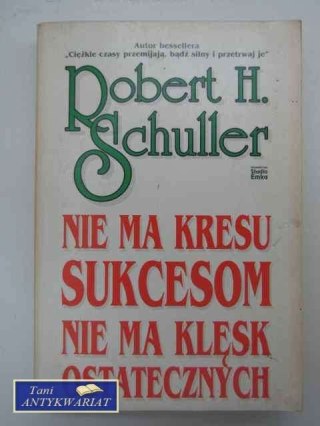 Autor bessellera
„Ciężkie czasy przemijają, bądź silny i przetrwaj je"
Robert H.
Schuller
Studio
Emka
NIE MA KRESU
SUKCESOM
NIE MA KLĘSK
OSTATECZNYCH
Tani
ANTYKWARIAT